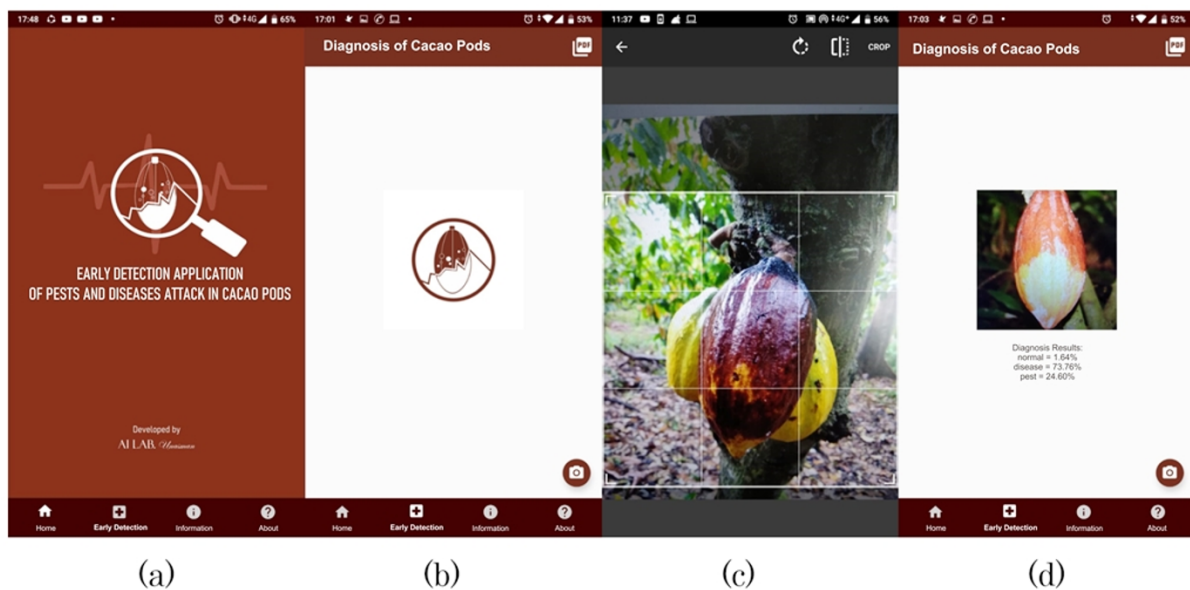 17:48 4G 65%
EARLY DETECTION APPLICATION
OF PESTS AND DISEASES ATTACK IN CACAO PODS
Developed by
AI LAB. Unasman
Home Early Detection Information About
(a)
17:01 53%
Diagnosis of Cacao Pods PDF
Home Early Detection Information About
(b)
11:37 4G+ 56%
CROP
(c)
17:03 52%
Diagnosis of Cacao Pods PDF
Diagnosis Results:
normal = 1.64%
disease = 73.76%
pest = 24.60%
Home Early Detection Information About
(d)